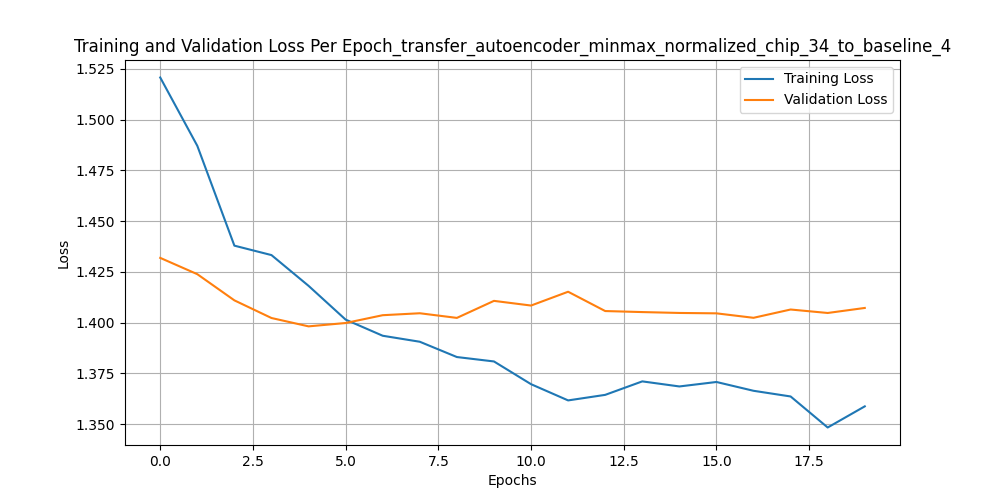 Training and Validation Loss Per Epoch_transfer_autoencoder_minmax_normalized_chip_34_to_baseline_4
1.525
1.500
1.475
1.450
1.425
1.400
1.375
1.350
Loss
Training Loss
Validation Loss
0.0 2.5 5.0 7.5 10.0 12.5 15.0 17.5
Epochs